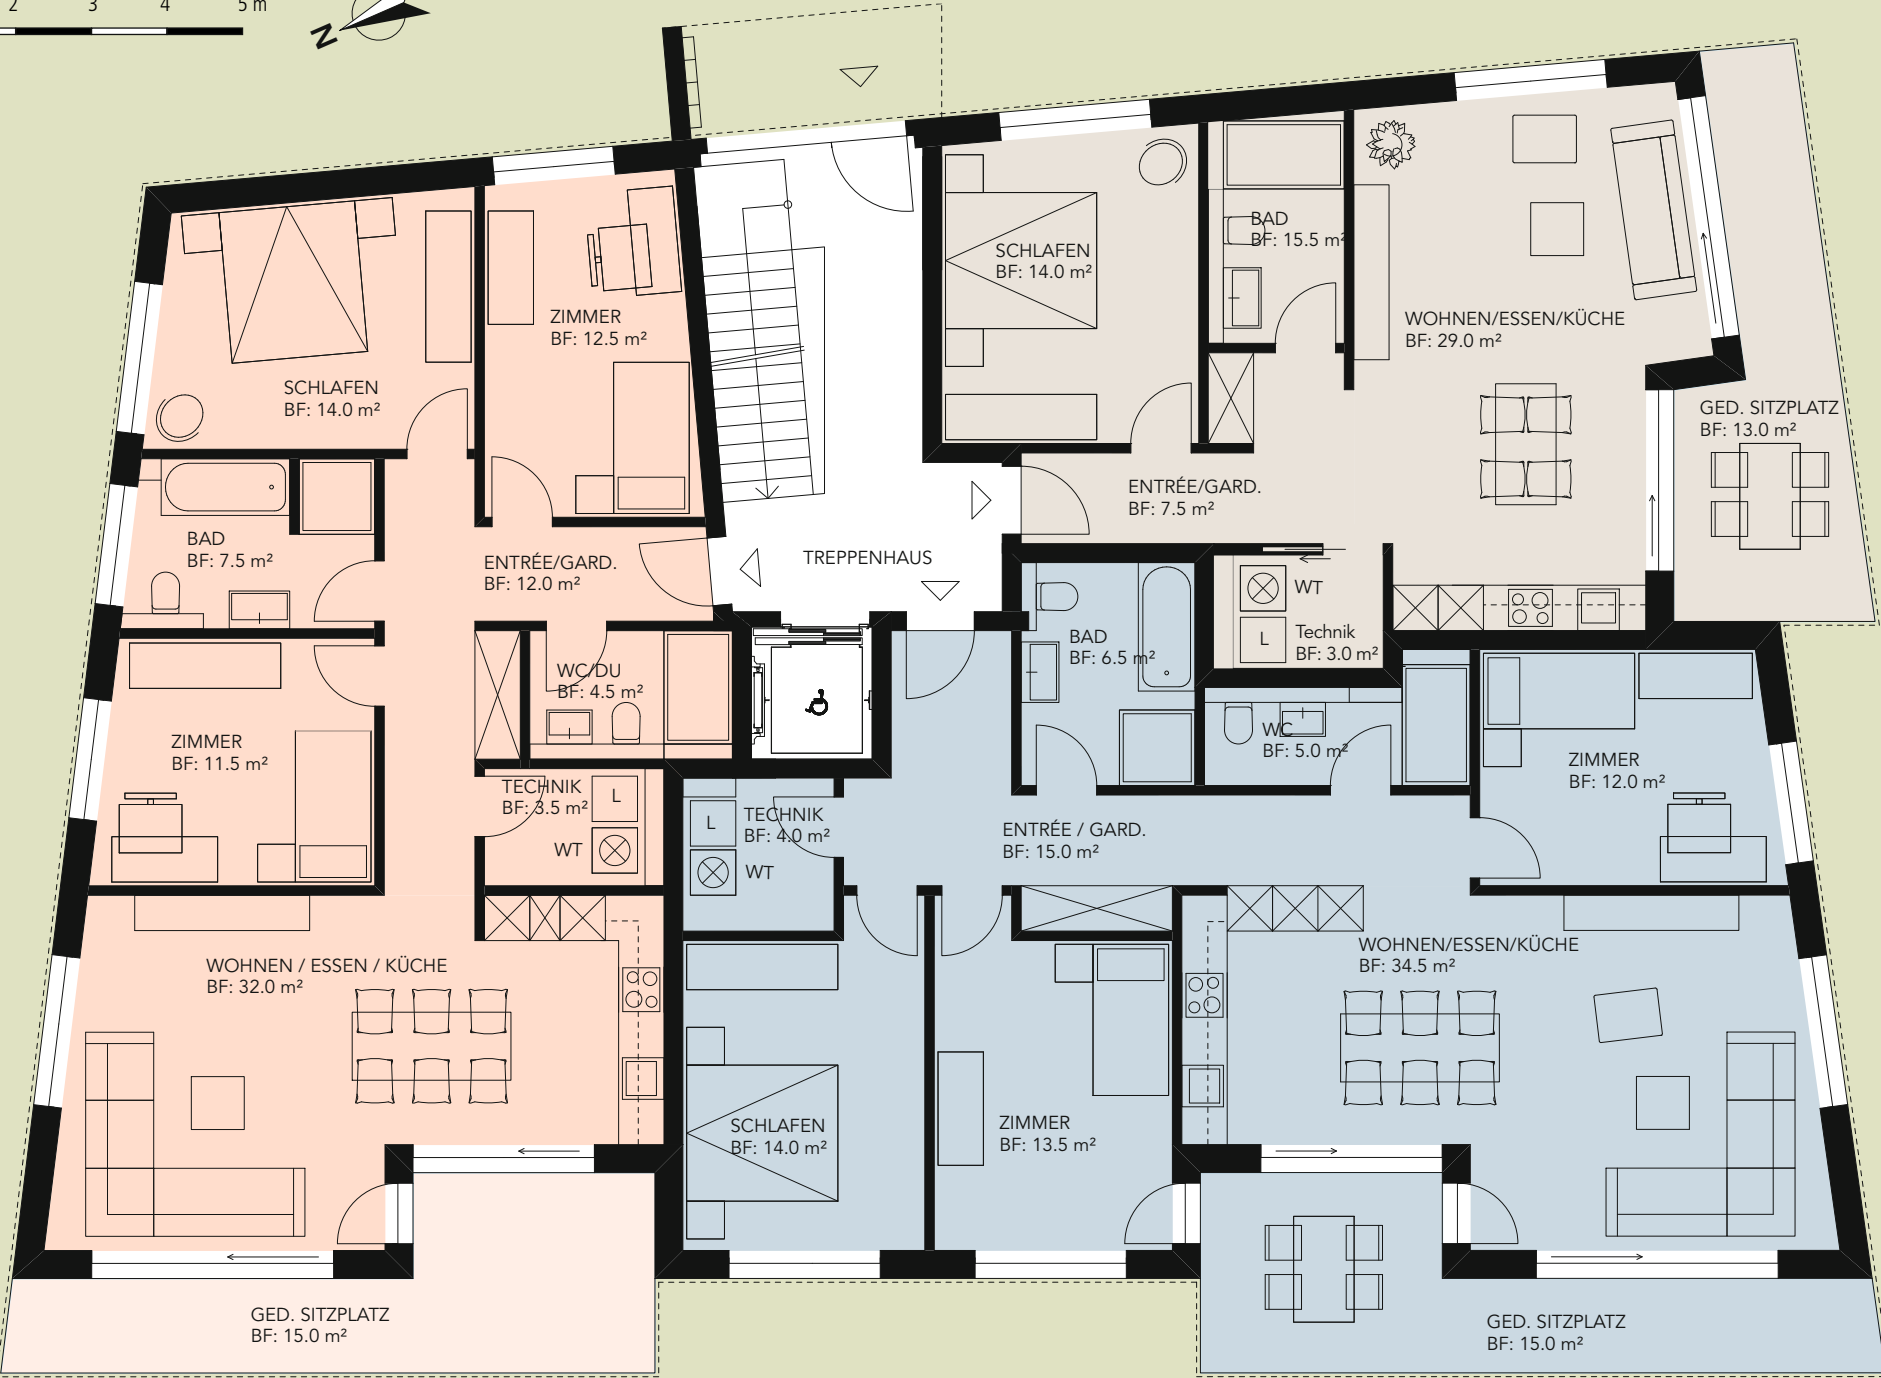 2 3 4 5 m
N
SCHLAFEN
BF: 14.0 m²
ZIMMER
BF: 12.5 m²
BAD
BF: 7.5 m²
ENTRÉE/GARD.
BF: 12.0 m²
WC/DU
BF: 4.5 m²
ZIMMER
BF: 11.5 m²
TECHNIK
BF: 3.5 m²
L
WT
WOHNEN / ESSEN / KÜCHE
BF: 32.0 m²
GED. SITZPLATZ
BF: 15.0 m²
TREPPENHAUS
SCHLAFEN
BF: 14.0 m²
BAD
BF: 15.5 m²
WOHNEN/ESSEN/KÜCHE
BF: 29.0 m²
GED. SITZPLATZ
BF: 13.0 m²
ENTRÉE/GARD.
BF: 7.5 m²
WT
L
Technik
BF: 3.0 m²
BAD
BF: 6.5 m²
WC
BF: 5.0 m²
ZIMMER
BF: 12.0 m²
L
TECHNIK
BF: 4.0 m²
WT
ENTRÉE / GARD.
BF: 15.0 m²
WOHNEN/ESSEN/KÜCHE
BF: 34.5 m²
SCHLAFEN
BF: 14.0 m²
ZIMMER
BF: 13.5 m²
GED. SITZPLATZ
BF: 15.0 m²